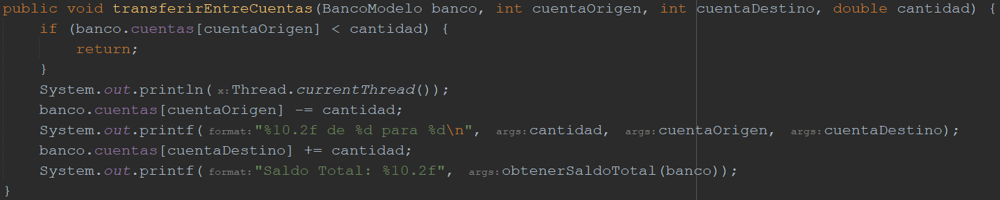 public void transferirEntreCuentas(BancoModelo banco, int cuentaOrigen, int cuentaDestino, double cantidad) {
    if (banco.cuentas[cuentaOrigen] < cantidad) {
        return;
    }
    System.out.println( x: Thread.currentThread());
    banco.cuentas[cuentaOrigen] -= cantidad;
    System.out.printf( format: "%10.2f de %d para %d\n", args: cantidad, args: cuentaOrigen, args: cuentaDestino);
    banco.cuentas[cuentaDestino] += cantidad;
    System.out.printf( format: "Saldo Total: %10.2f", args: obtenerSaldoTotal(banco));
}